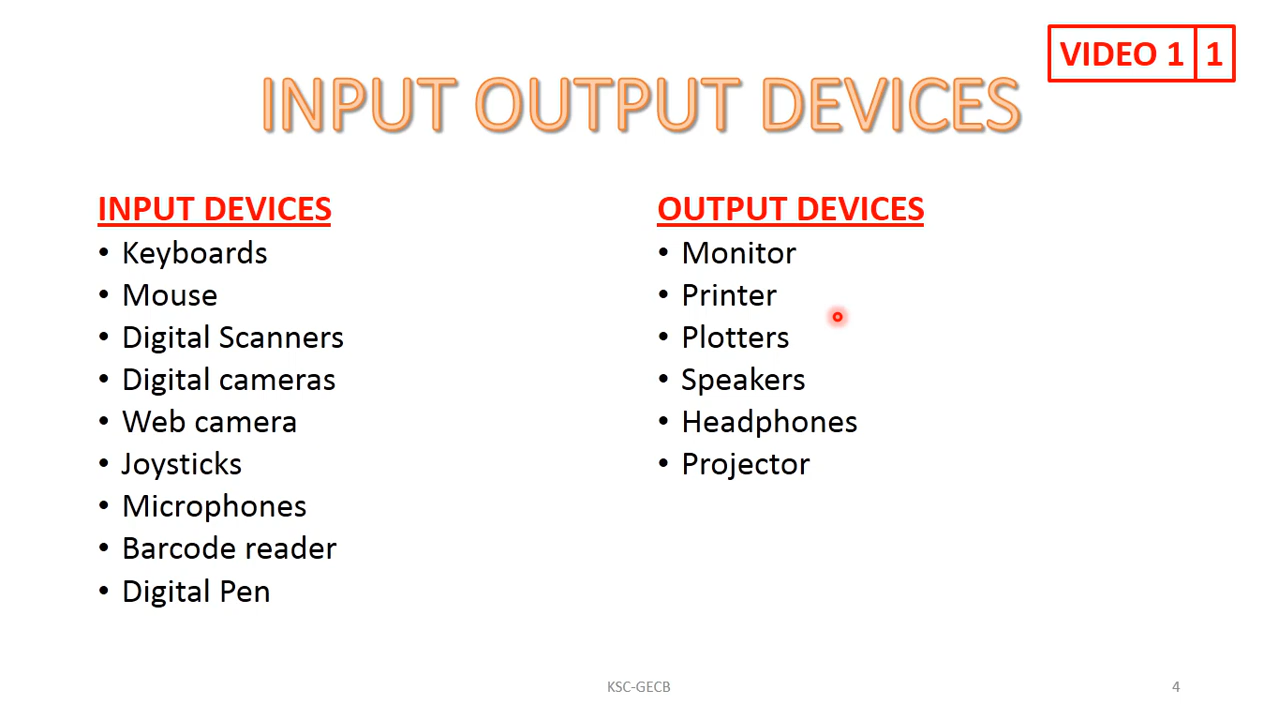 VIDEO 1 1
INPUT OUTPUT DEVICES
INPUT DEVICES
• Keyboards
• Mouse
• Digital Scanners
• Digital cameras
• Web camera
• Joysticks
• Microphones
• Barcode reader
• Digital Pen
OUTPUT DEVICES
• Monitor
• Printer
• Plotters
• Speakers
• Headphones
• Projector
KSC-GECB
4